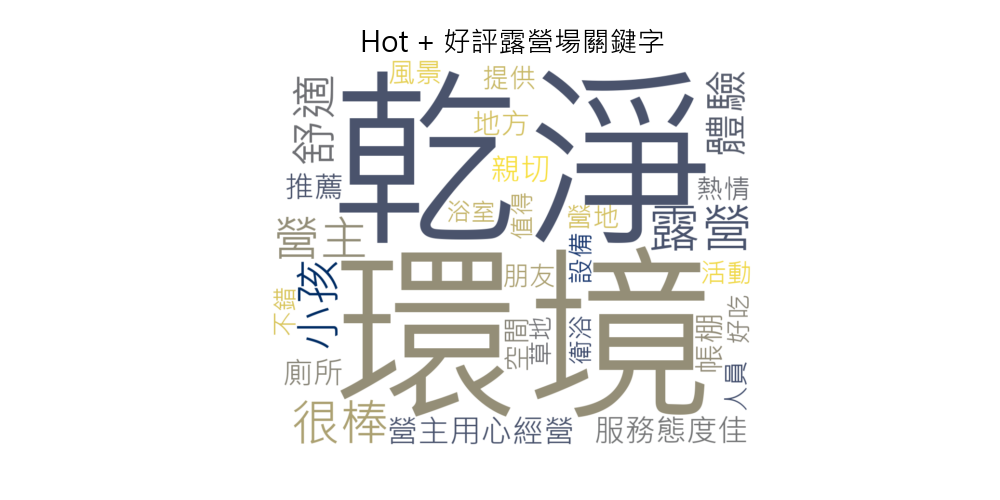 Hot + 好評露營場關鍵字
風景
提供
舒適
乾淨
體驗
地方
親切
推薦
熱情
浴室
值得
營地
露營
營主
設備
小孩
環境
朋友
活動
不錯
空間
草地
衛浴
帳棚
好吃
廁所
人員
很棒
營主用心經營
服務態度佳